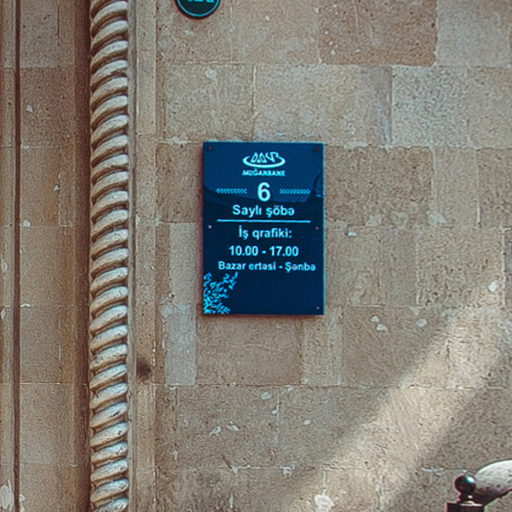 MUĞANBANK
6
Saylı şöbə
İş qrafiki:
10.00 - 17.00
Bazar ertəsi - Şənbə